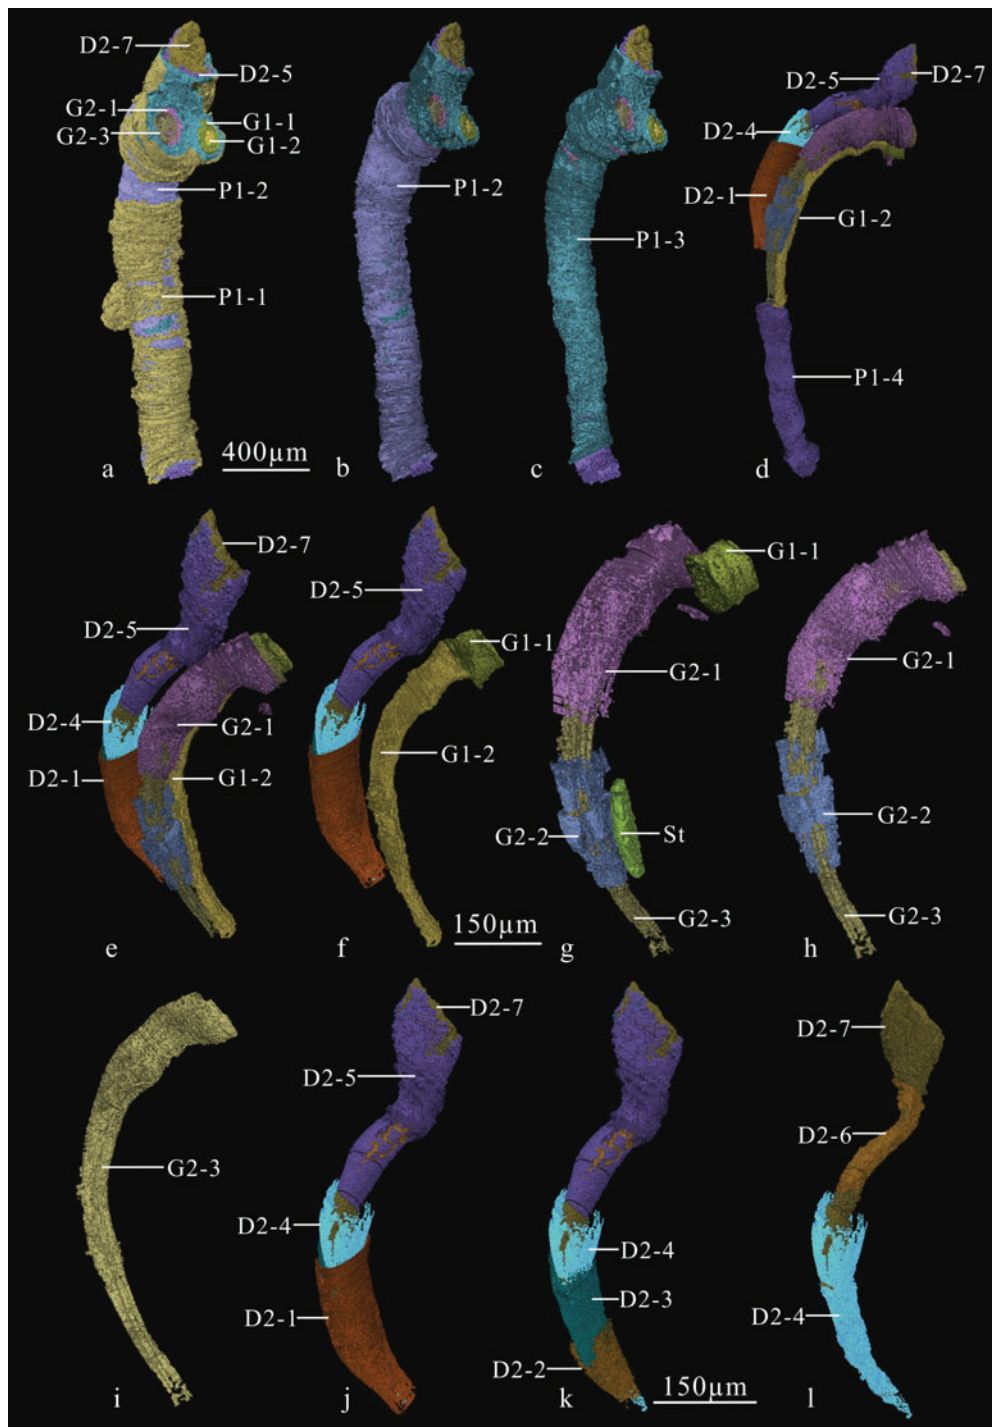 D2-7
D2-5
G2-1
G2-3
G1-1
G1-2
P1-2
P1-1
a
400µm
P1-2
b
P1-3
c
D2-5
D2-7
D2-4
D2-1
G1-2
P1-4
d
D2-7
D2-5
D2-4
G2-1
D2-1
G1-2
e
D2-5
G1-1
G1-2
150µm
f
G1-1
G2-1
G2-2
St
G2-3
g
G2-1
G2-2
G2-3
h
G2-3
i
D2-7
D2-5
D2-4
D2-1
j
D2-4
D2-3
D2-2
k
150µm
D2-7
D2-6
D2-4
l